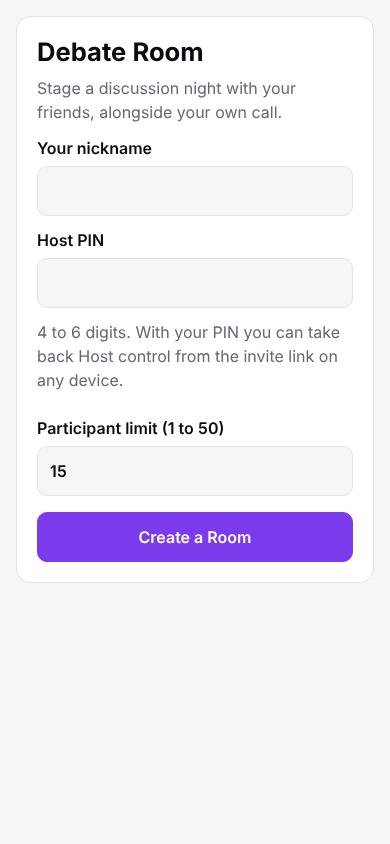 Debate Room
Stage a discussion night with your
friends, alongside your own call.
Your nickname
Host PIN
4 to 6 digits. With your PIN you can take
back Host control from the invite link on
any device.
Participant limit (1 to 50)
15
Create a Room